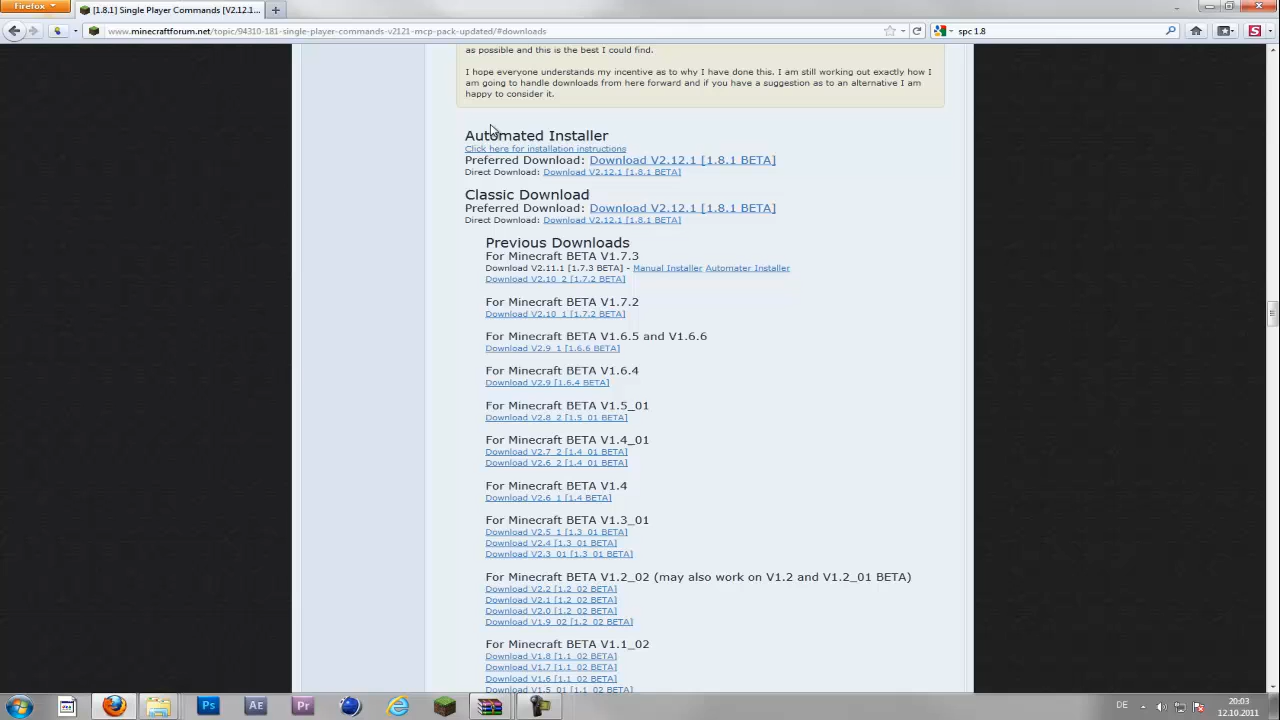 Firefox
[1.8.1] Single Player Commands [V2.12.1...
www.minecraftforum.net/topic/94310-181-single-player-commands-v2121-mcp-pack-updated/#downloads
spc 1.8
as possible and this is the best I could find.
I hope everyone understands my incentive as to why I have done this. I am still working out exactly how I
am going to handle downloads from here forward and if you have a suggestion as to an alternative I am
happy to consider it.
Automated Installer
Click here for installation instructions
Preferred Download: Download V2.12.1 [1.8.1 BETA]
Direct Download: Download V2.12.1 [1.8.1 BETA]
Classic Download
Preferred Download: Download V2.12.1 [1.8.1 BETA]
Direct Download: Download V2.12.1 [1.8.1 BETA]
Previous Downloads
For Minecraft BETA V1.7.3
Download V2.11.1 [1.7.3 BETA] - Manual Installer Automater Installer
Download V2.10_2 [1.7.2 BETA]
For Minecraft BETA V1.7.2
Download V2.10_1 [1.7.2 BETA]
For Minecraft BETA V1.6.5 and V1.6.6
Download V2.9_1 [1.6.6 BETA]
For Minecraft BETA V1.6.4
Download V2.9 [1.6.4 BETA]
For Minecraft BETA V1.5_01
Download V2.8_2 [1.5_01 BETA]
For Minecraft BETA V1.4_01
Download V2.7_2 [1.4_01 BETA]
Download V2.6_2 [1.4_01 BETA]
For Minecraft BETA V1.4
Download V2.6_1 [1.4 BETA]
For Minecraft BETA V1.3_01
Download V2.5_1 [1.3_01 BETA]
Download V2.4 [1.3_01 BETA]
Download V2.3_01 [1.3_01 BETA]
For Minecraft BETA V1.2_02 (may also work on V1.2 and V1.2_01 BETA)
Download V2.2 [1.2_02 BETA]
Download V2.1 [1.2_02 BETA]
Download V2.0 [1.2_02 BETA]
Download V1.9_02 [1.2_02 BETA]
For Minecraft BETA V1.1_02
Download V1.8 [1.1_02 BETA]
Download V1.7 [1.1_02 BETA]
Download V1.6 [1.1_02 BETA]
Download V1.5_01 [1.1_02 BETA]
Ps
Ae
Pr
DE
20:03
12.10.2011